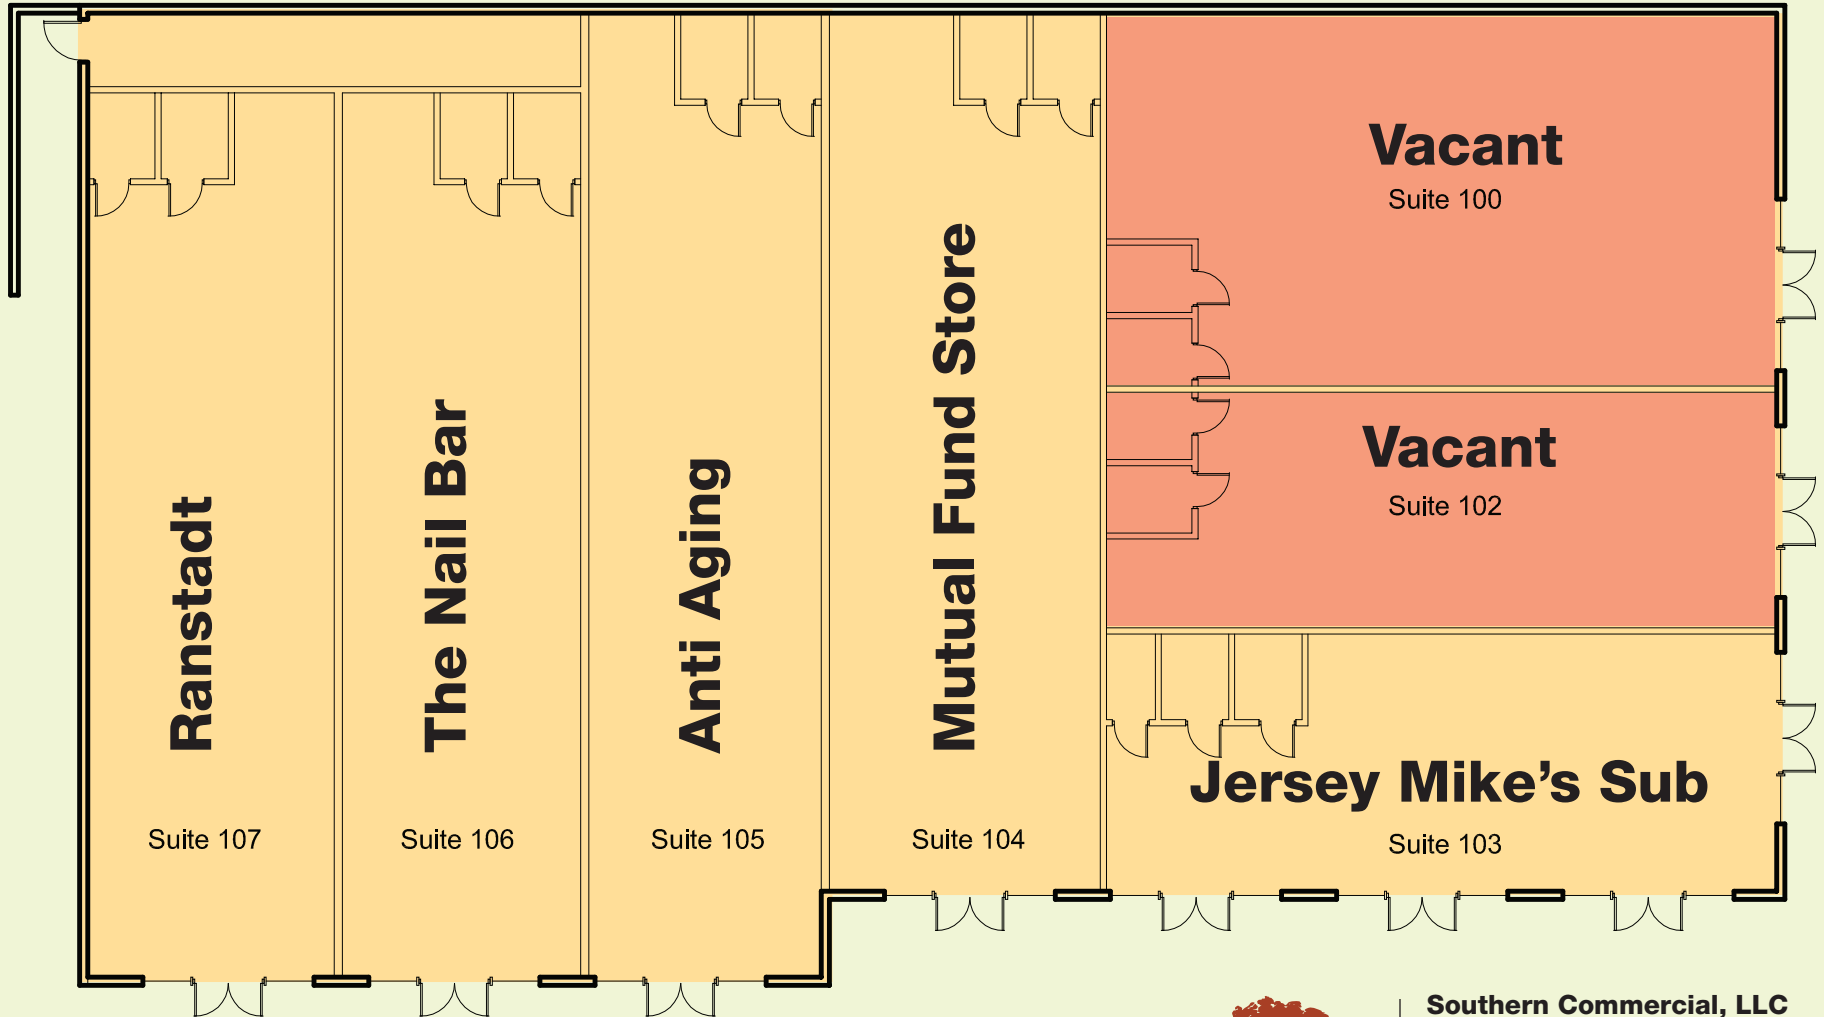 Vacant
Suite 100
Vacant
Suite 102
Ranstadt
Suite 107
The Nail Bar
Suite 106
Anti Aging
Suite 105
Mutual Fund Store
Suite 104
Jersey Mike’s Sub
Suite 103
Southern Commercial, LLC